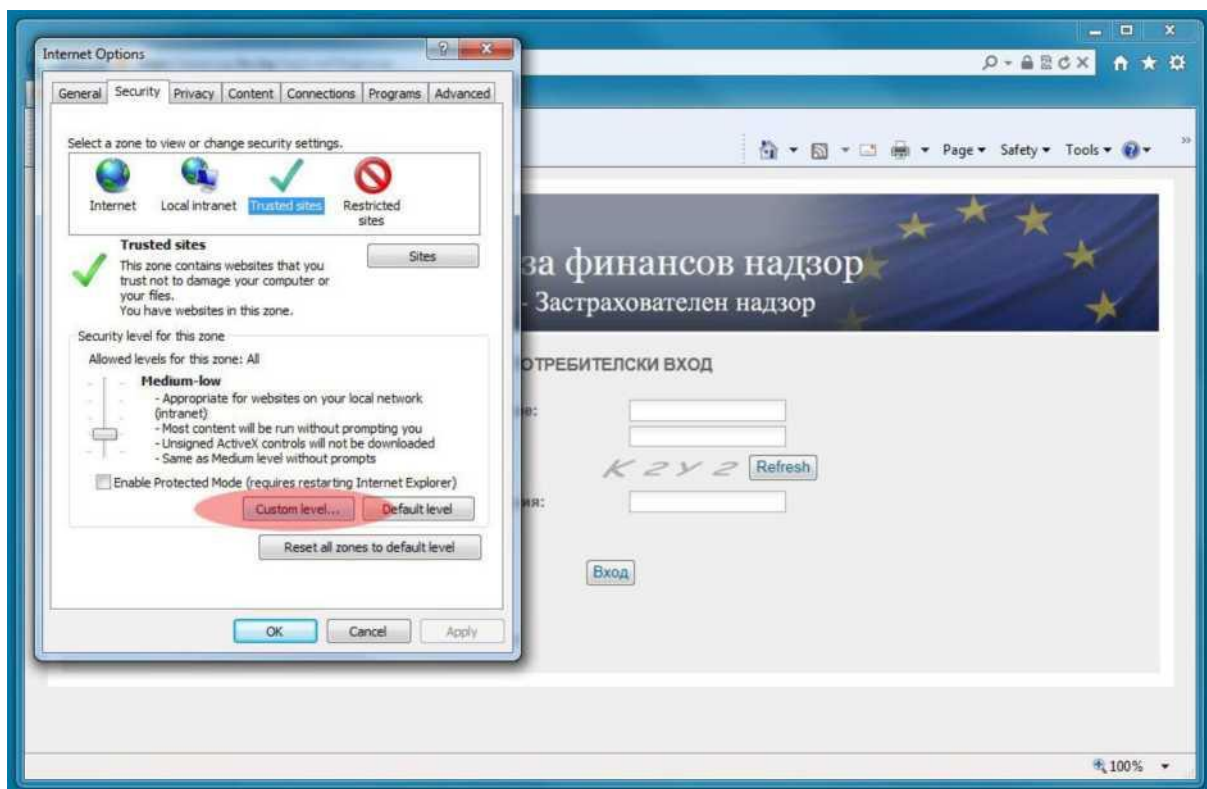 Internet Options
General Security Privacy Content Connections Programs Advanced
Select a zone to view or change security settings.
Internet Local intranet Trusted sites Restricted
sites
Trusted sites
Sites
This zone contains websites that you
trust not to damage your computer or
your files.
You have websites in this zone.
Security level for this zone
Allowed levels for this zone: All
Medium-low
- Appropriate for websites on your local network
(intranet)
- Most content will be run without prompting you
- Unsigned ActiveX controls will not be downloaded
- Same as Medium level without prompts
Enable Protected Mode (requires restarting Internet Explorer)
Custom level... Default level
Reset all zones to default level
OK Cancel Apply
Page Safety Tools
за финансов надзор
- Застрахователен надзор
ОТРЕБИТЕЛСКИ ВХОД
е:
K 2 Y 2 Refresh
ия:
Вход
100%